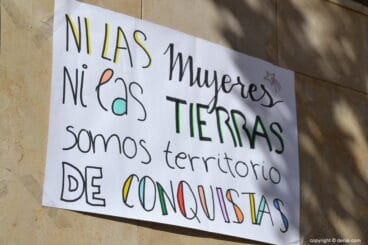 Ni LAS Mujeres
Ni las TIERRAS
somos territorio
DE CONQUISTAS